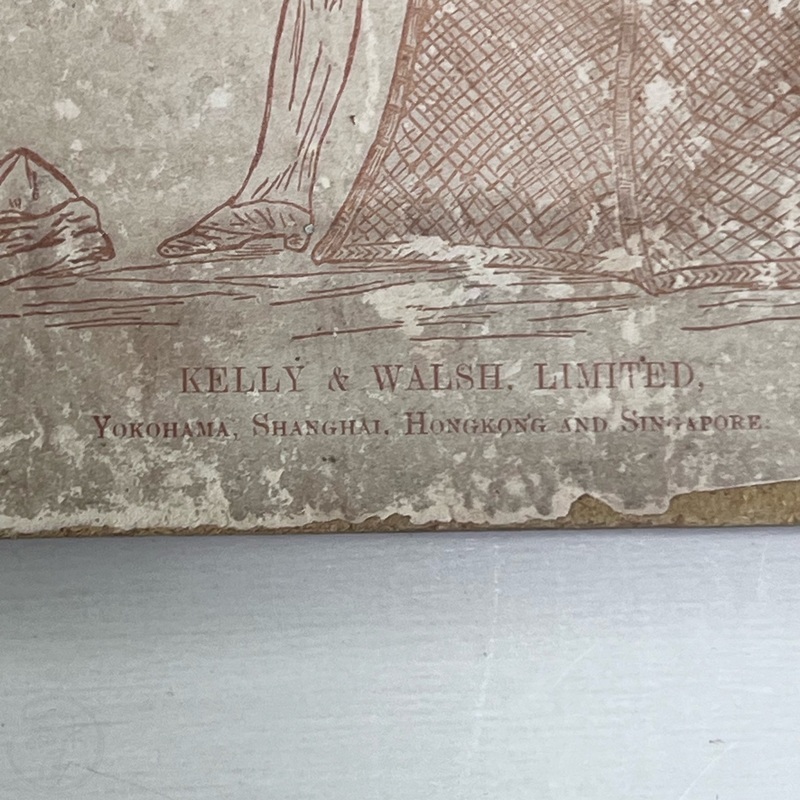 KELLY & WALSH, LIMITED,
YOKOHAMA, SHANGHAI, HONGKONG AND SINGAPORE.